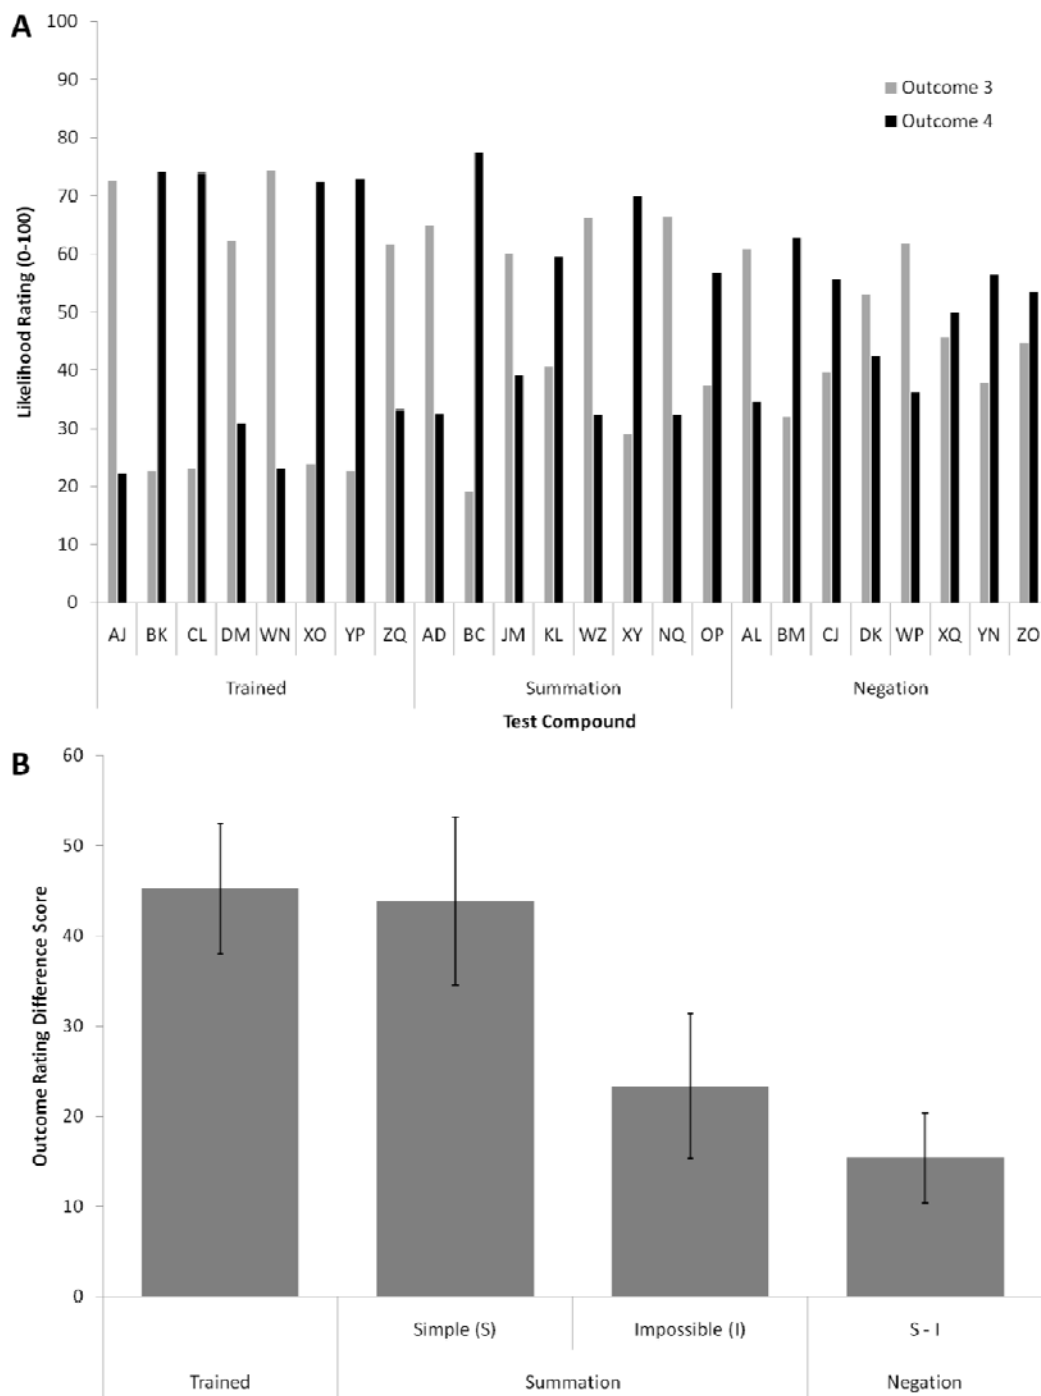 A
100
90
80
70
60
50
40
30
20
10
0
Likelihood Rating (0-100)
Outcome 3
Outcome 4
AJ BK CL DM WN XO YP ZQ AD BC JM KL WZ XY NQ OP AL BM CJ DK WP XQ YN ZO
Trained Summation Negation
Test Compound
B
60
50
40
30
20
10
0
Outcome Rating Difference Score
Simple (S) Impossible (I) S - I
Trained Summation Negation